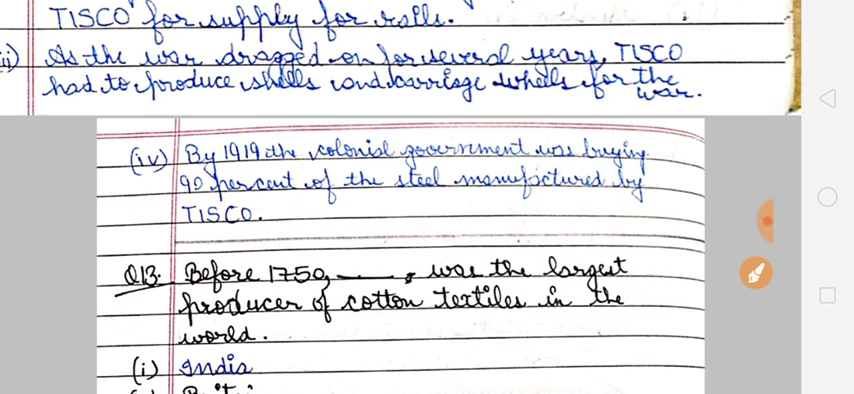 TISCO for supply for rails.
As the war dragged on for several years, TISCO
had to produce shells and carriage wheels for the
war.
(iv) By 1919 the colonial government was buying
90 percent of the steel manufactured by
TISCO.
Q13. Before 1750, ——, was the largest
producer of cotton textiles in the
world.
(i) India